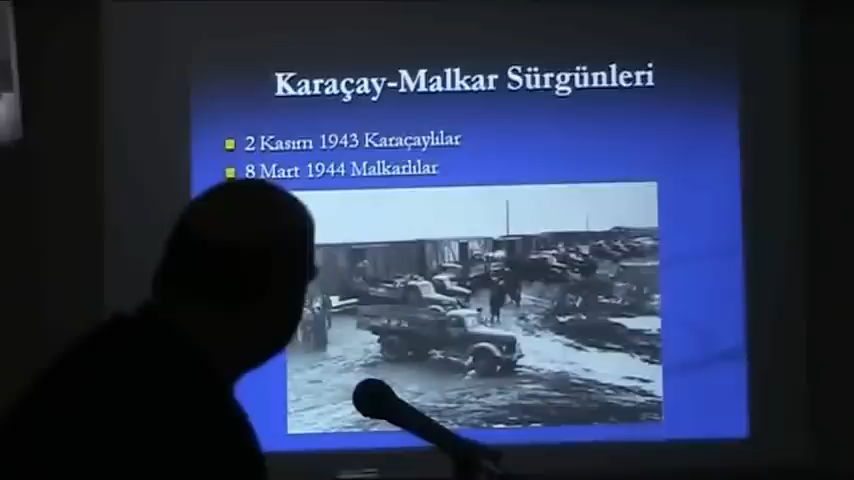 Karaçay-Malkar Sürgünleri
2 Kasım 1943 Karaçaylılar
8 Mart 1944 Malkarlılar